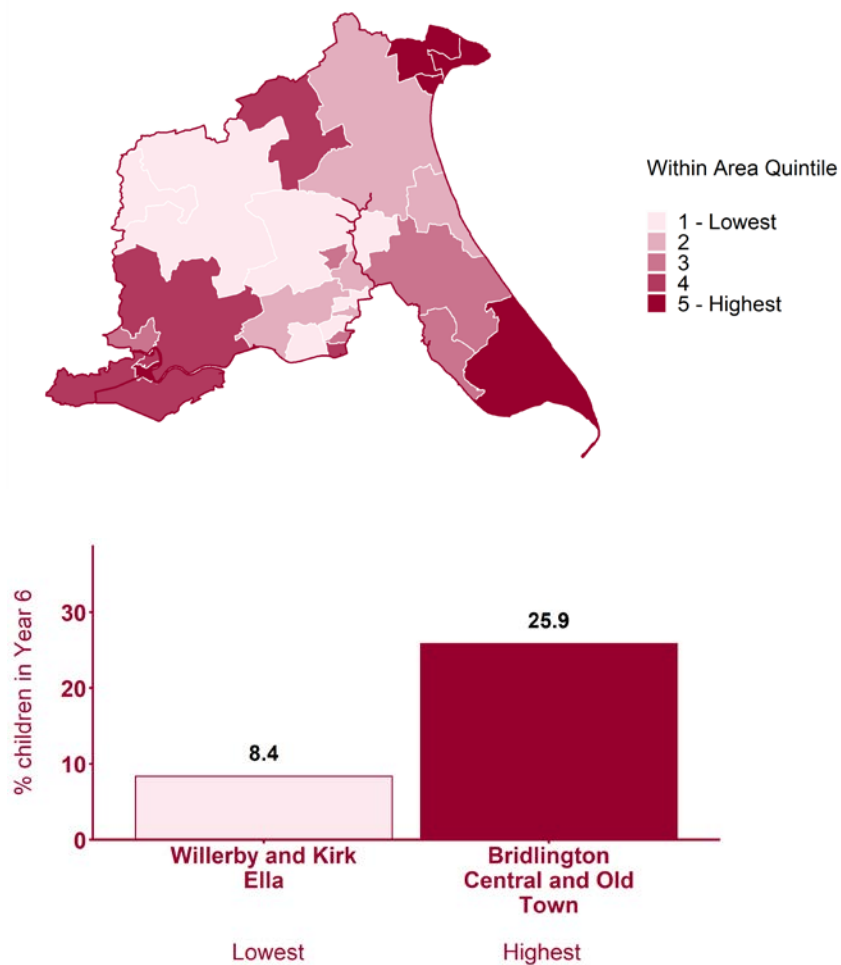 Within Area Quintile
1 - Lowest
2
3
4
5 - Highest
% children in Year 6
30
20
10
0
8.4
25.9
Willerby and Kirk
Ella
Bridlington
Central and Old
Town
Lowest
Highest